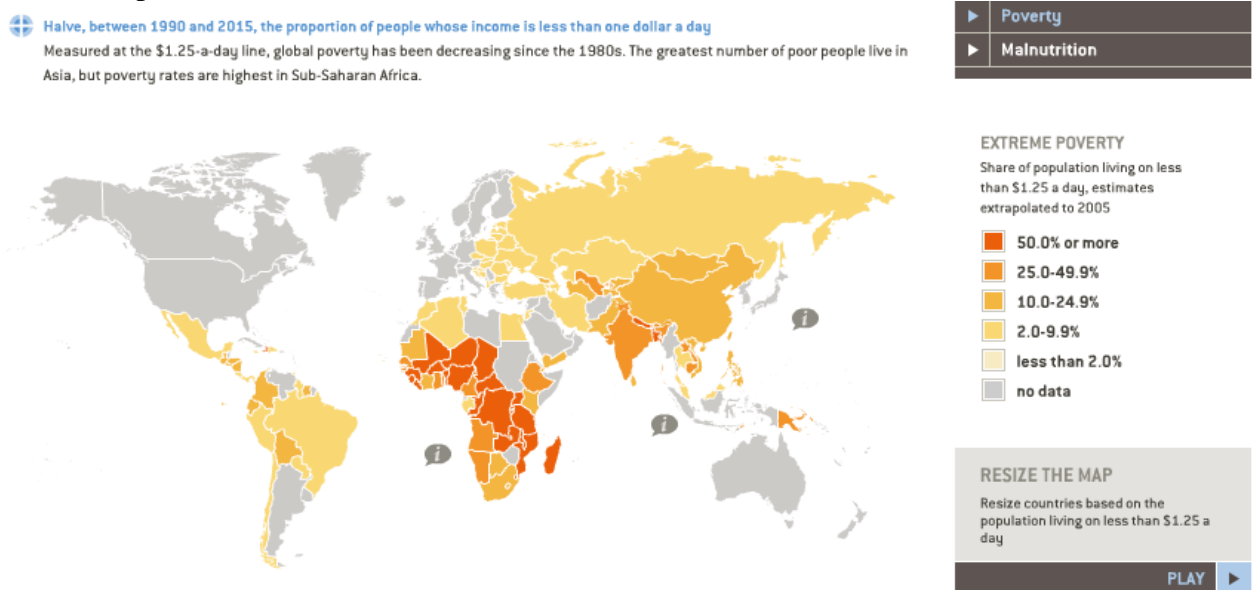 Halve, between 1990 and 2015, the proportion of people whose income is less than one dollar a day
Measured at the $1.25-a-day line, global poverty has been decreasing since the 1980s. The greatest number of poor people live in
Asia, but poverty rates are highest in Sub-Saharan Africa.
Poverty
Malnutrition
EXTREME POVERTY
Share of population living on less
than $1.25 a day, estimates
extrapolated to 2005
50.0% or more
25.0-49.9%
10.0-24.9%
2.0-9.9%
less than 2.0%
no data
i
i
i
RESIZE THE MAP
Resize countries based on the
population living on less than $1.25 a
day
PLAY